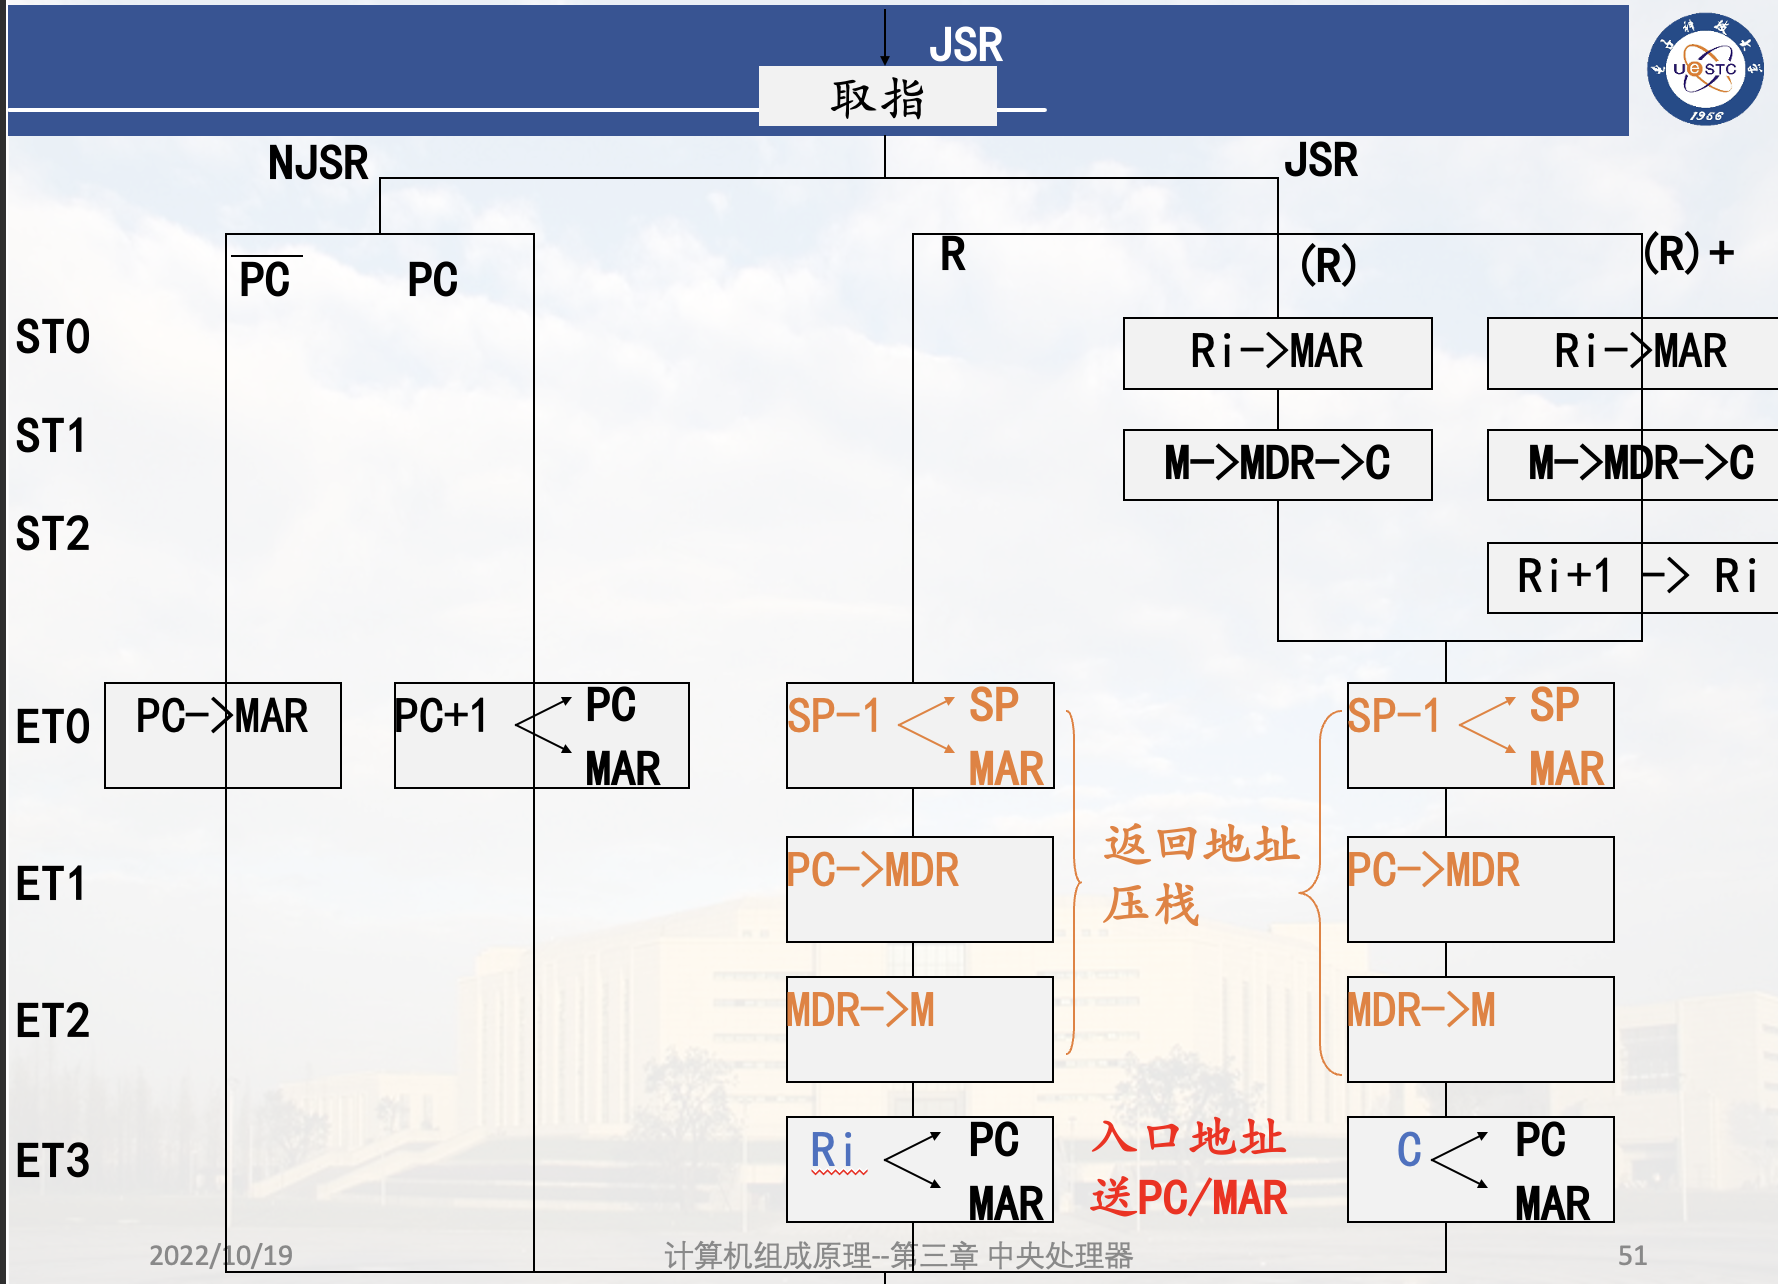 JSR
取指
NJSR
JSR
PC
PC
R
(R)
(R)+
ST0
Ri->MAR
Ri->MAR
ST1
M->MDR->C
M->MDR->C
ST2
Ri+1 -> Ri
ET0
PC->MAR
PC+1
PC
MAR
SP-1
SP
MAR
SP-1
SP
MAR
ET1
PC->MDR
返回地址
压栈
PC->MDR
ET2
MDR->M
MDR->M
ET3
Ri
PC
MAR
入口地址
送PC/MAR
C
PC
MAR
2022/10/19
计算机组成原理--第三章 中央处理器
51
UeSTC
1956